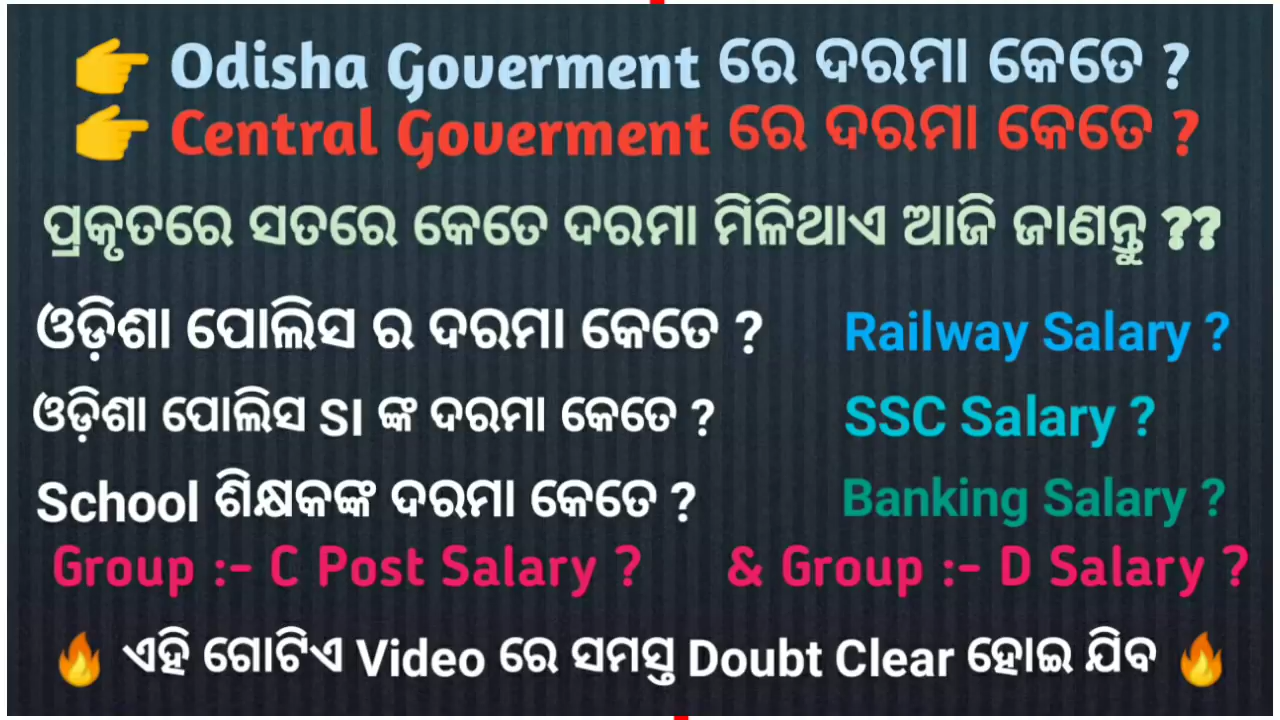 👉 Odisha Goverment ରେ ଦରମା କେତେ ?
👉 Central Goverment ରେ ଦରମା କେତେ ?
ପ୍ରକୃତରେ ସତରେ କେତେ ଦରମା ମିଳିଥାଏ ଆଜି ଜାଣନ୍ତୁ ??
ଓଡ଼ିଶା ପୋଲିସ ର ଦରମା କେତେ ? Railway Salary ?
ଓଡ଼ିଶା ପୋଲିସ SI ଙ୍କ ଦରମା କେତେ ? SSC Salary ?
School ଶିକ୍ଷକଙ୍କ ଦରମା କେତେ ? Banking Salary ?
Group :- C Post Salary ? & Group :- D Salary ?
🔥 ଏହି ଗୋଟିଏ Video ରେ ସମସ୍ତ Doubt Clear ହୋଇ ଯିବ 🔥